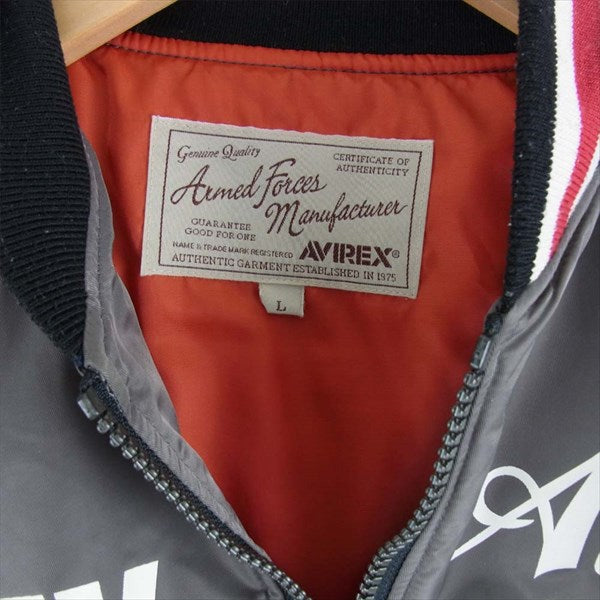 Genuine Quality
CERTIFICATE OF
AUTHENTICITY
Armed Forces
Manufacturer
GUARANTEE
GOOD FOR ONE
NAME & TRADE MARK REGISTERED
AVIREX®
AUTHENTIC GARMENT ESTABLISHED IN 1975
L